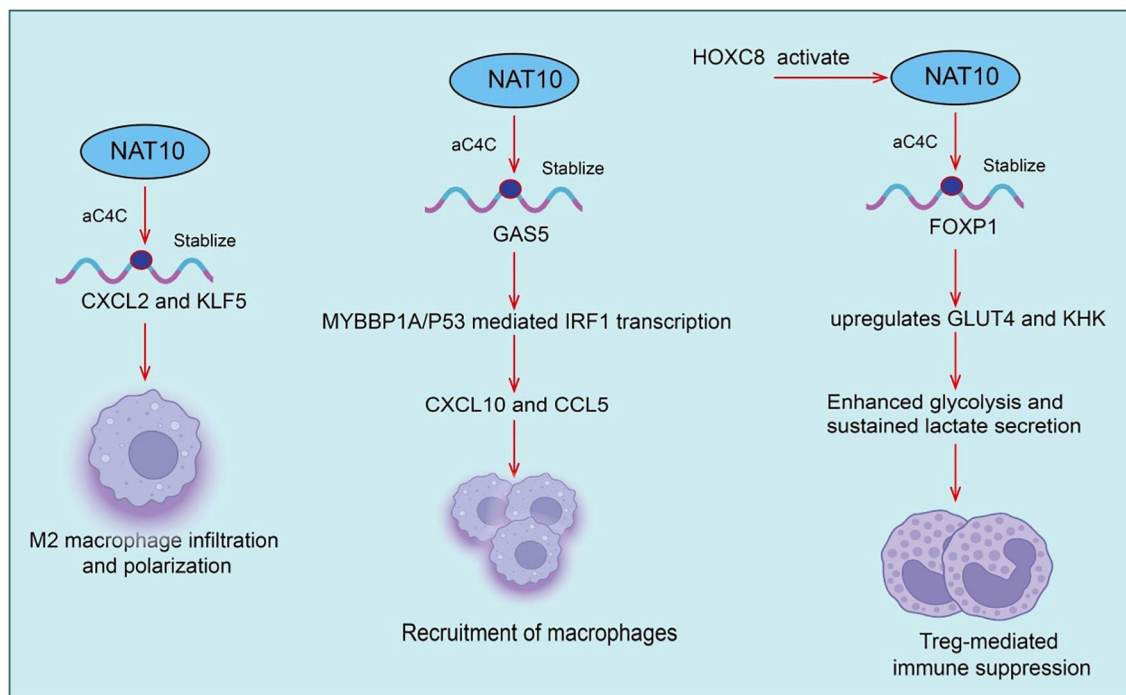 NAT10
aC4C
Stablize
CXCL2 and KLF5
M2 macrophage infiltration
and polarization
NAT10
aC4C
Stablize
GAS5
MYBBP1A/P53 mediated IRF1 transcription
CXCL10 and CCL5
Recruitment of macrophages
HOXC8 activate
NAT10
aC4C
Stablize
FOXP1
upregulates GLUT4 and KHK
Enhanced glycolysis and
sustained lactate secretion
Treg-mediated
immune suppression